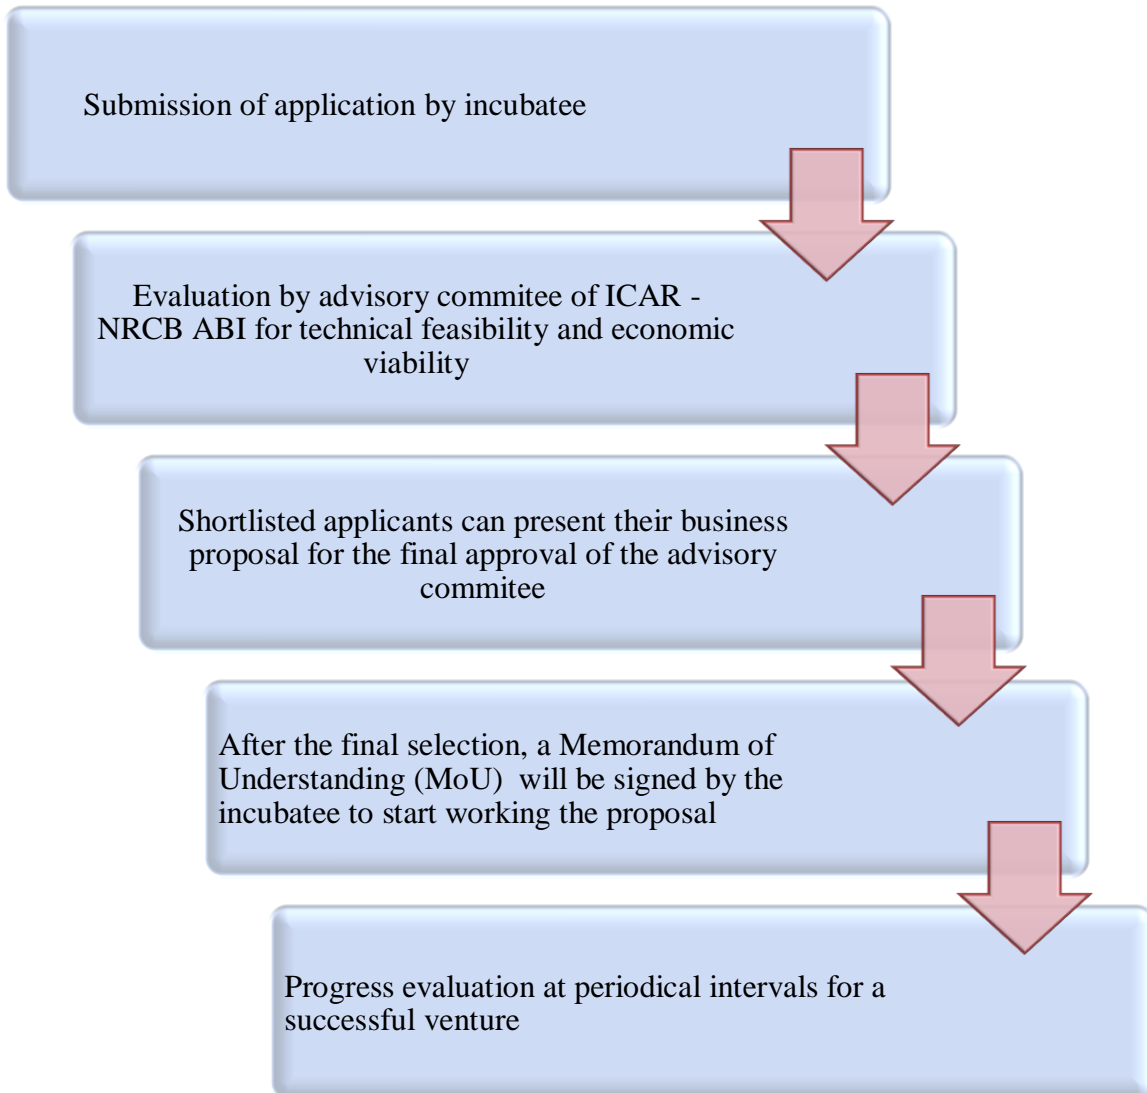 Submission of application by incubatee
Evaluation by advisory commitee of ICAR -
NRCB ABI for technical feasibility and economic
viability
Shortlisted applicants can present their business
proposal for the final approval of the advisory
commitee
After the final selection, a Memorandum of
Understanding (MoU) will be signed by the
incubatee to start working the proposal
Progress evaluation at periodical intervals for a
successful venture